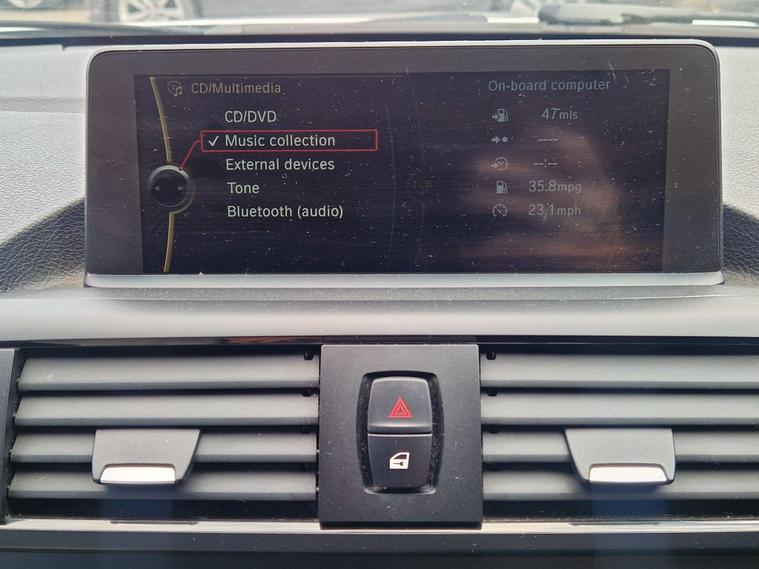 CD/Multimedia
CD/DVD
Music collection
External devices
Tone
Bluetooth (audio)
On-board computer
47mls
----
--:--
35.8mpg
23.1mph